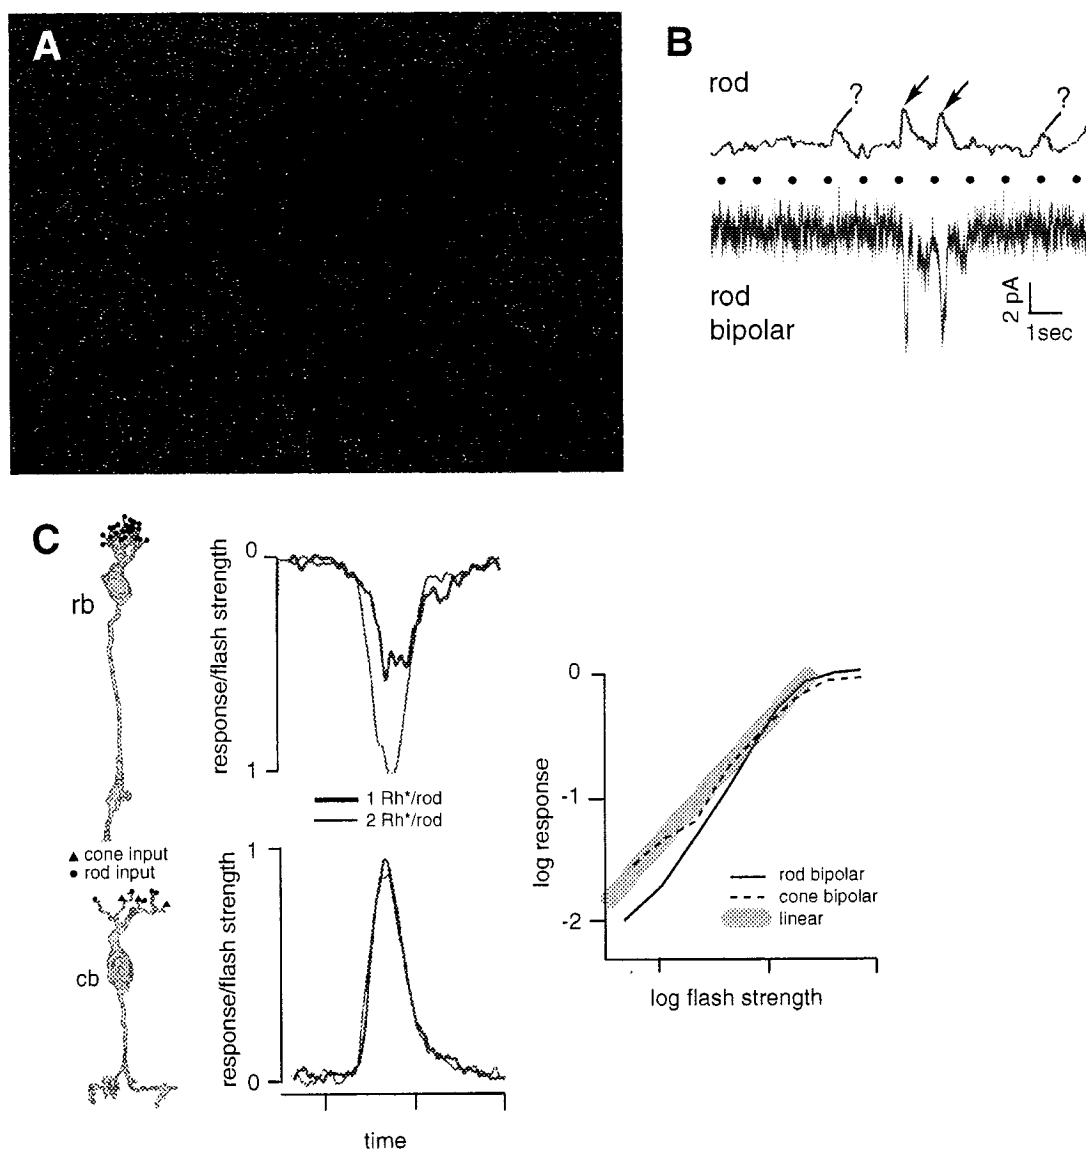 A
B
rod
?
?
rod
bipolar
2 pA
1sec
C
rb
response/flash strength
0
1
1 Rh*/rod
2 Rh*/rod
▲ cone input
● rod input
cb
response/flash strength
1
0
time
log response
0
-1
-2
rod bipolar
cone bipolar
linear
log flash strength